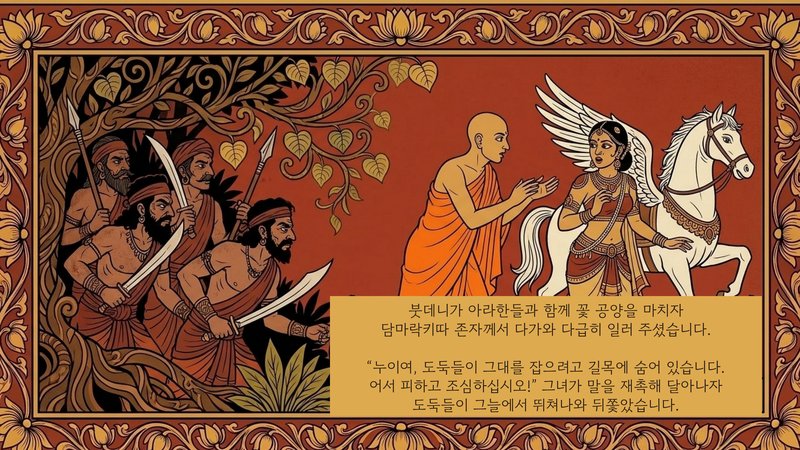 붓데니가 아라한들과 함께 꽃 공양을 마치자
담마락키따 존자께서 다가와 다급히 일러 주셨습니다.
“누이여, 도둑들이 그대를 잡으려고 길목에 숨어 있습니다.
어서 피하고 조심하십시오!” 그녀가 말을 재촉해 달아나자
도둑들이 그늘에서 뛰쳐나와 뒤쫓았습니다.